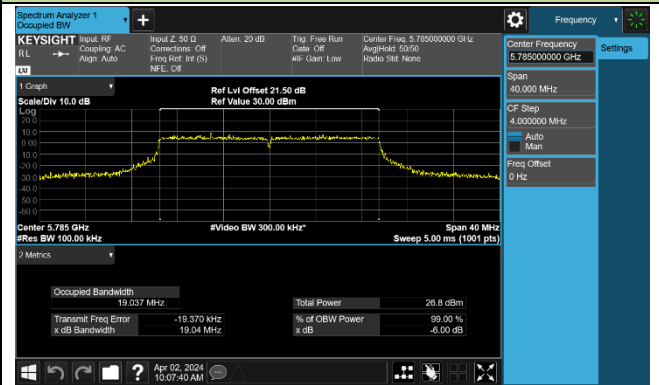 Spectrum Analyzer 1
Occupied BW
Frequency
KEYSIGHT
RL
Input: RF
Coupling: AC
Align: Auto
Input Z: 50 Ω
Corrections: Off
Freq Ref: Int (S)
NFE: Off
Atten: 20 dB
Trig: Free Run
Gate: Off
#IF Gain: Low
Center Freq: 5.785000000 GHz
Avg|Hold: 50/50
Radio Std: None
LXI
Center Frequency
5.785000000 GHz
Settings
Span
40.000 MHz
CF Step
4.000000 MHz
Auto
Man
Freq Offset
0 Hz
1 Graph
Scale/Div 10.0 dB
Ref Lvl Offset 21.50 dB
Ref Value 30.00 dBm
Log
20.0
10.0
0.00
-10.0
-20.0
-30.0
-40.0
-50.0
-60.0
Center 5.785 GHz
#Res BW 100.00 kHz
#Video BW 300.00 kHz*
Span 40 MHz
Sweep 5.00 ms (1001 pts)
2 Metrics
Occupied Bandwidth
19.037 MHz
Total Power 26.8 dBm
Transmit Freq Error -19.370 kHz
% of OBW Power 99.00 %
x dB Bandwidth 19.04 MHz
x dB -6.00 dB
Apr 02, 2024
10:07:40 AM